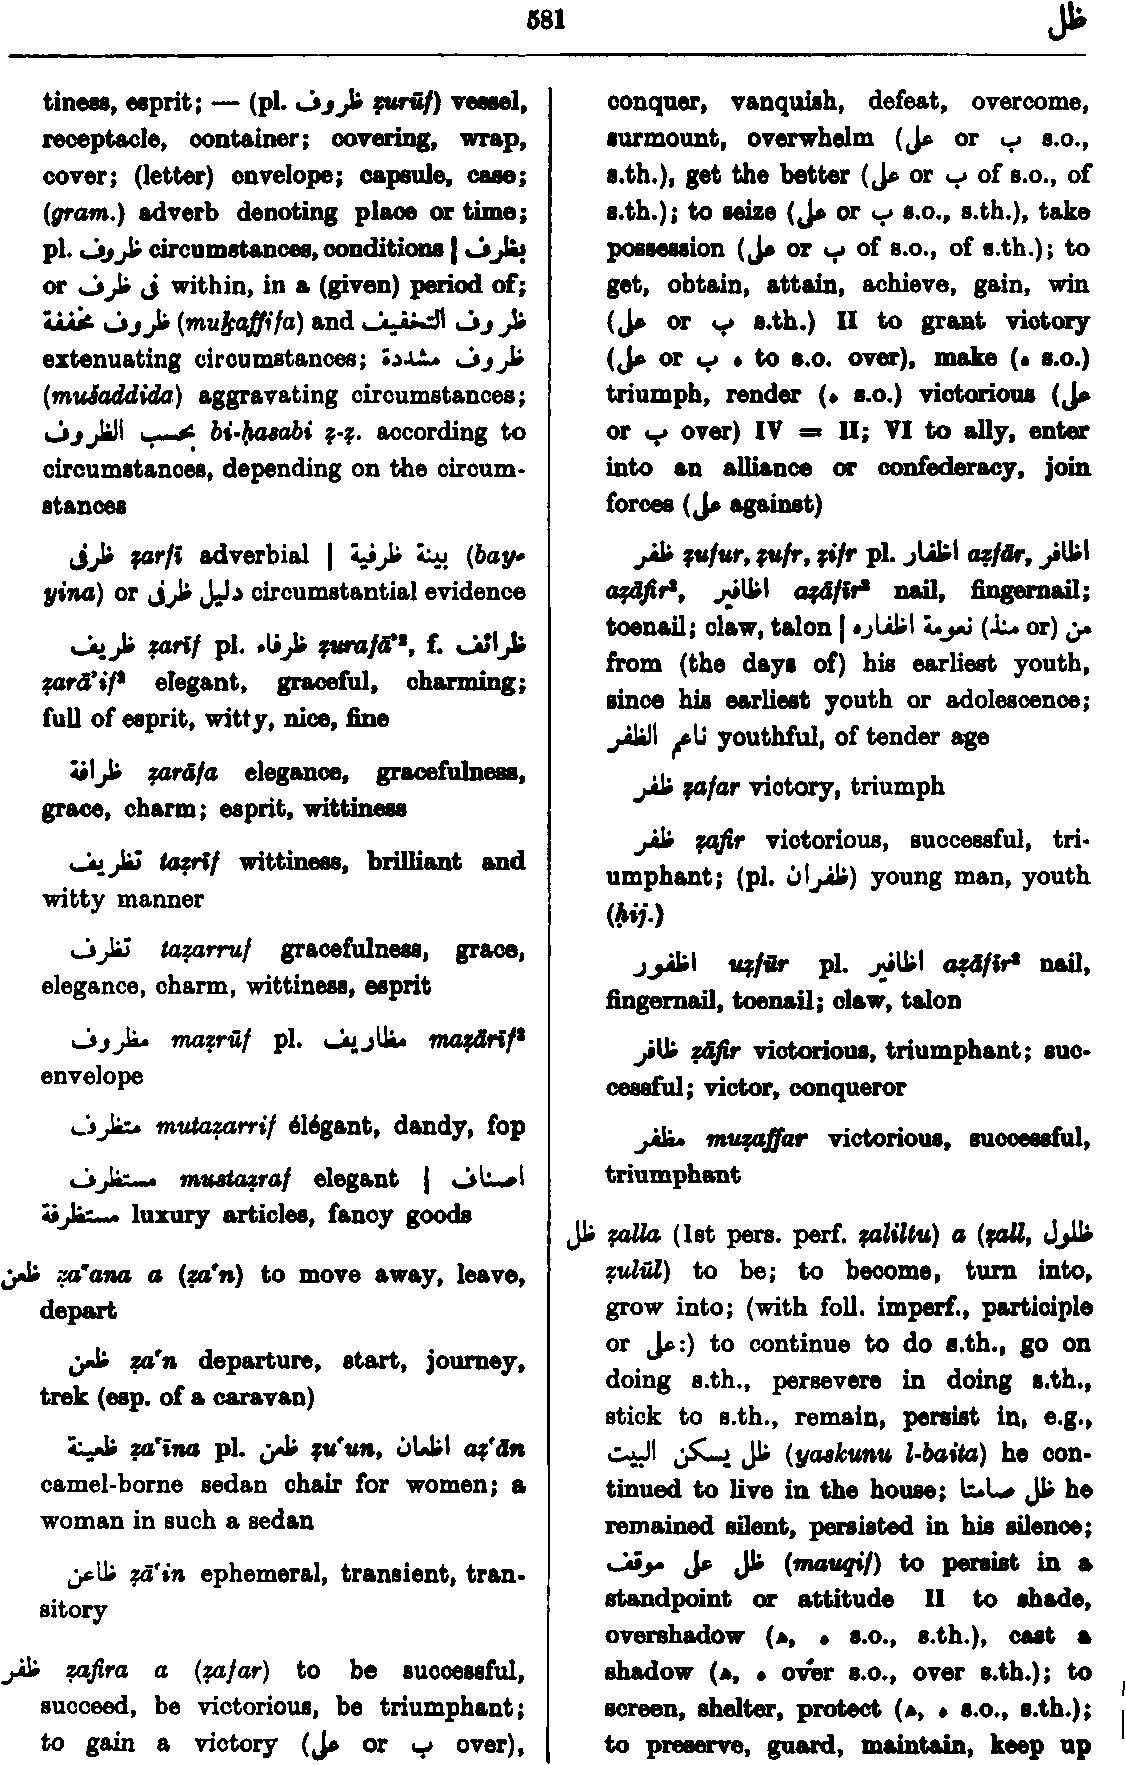 581
ظل
tiness, esprit; — (pl. ظروف ẓurūf) vessel,
receptacle, container; covering, wrap,
cover; (letter) envelope; capsule, case;
(gram.) adverb denoting place or time;
pl. ظروف circumstances, conditions | بظرف
or فى ظرف within, in a (given) period of;
ظروف مخففة (muḵaffifa) and ظروف التخفيف
extenuating circumstances; ظروف مشددة
(mušaddida) aggravating circumstances;
بحسب الظروف bi-ḥasabi ẓ-ẓ. according to
circumstances, depending on the circum-
stances
ظرفى ẓarfī adverbial | بينة ظرفية (bay-
yina) or دليل ظرفى circumstantial evidence
ظريف ẓarīf pl. ظرفاء ẓurafā’², f. ظرائف
ẓarā’if² elegant, graceful, charming;
full of esprit, witty, nice, fine
ظرافة ẓarāfa elegance, gracefulness,
grace, charm; esprit, wittiness
تظريف taẓrīf wittiness, brilliant and
witty manner
تظرف taẓarruf gracefulness, grace,
elegance, charm, wittiness, esprit
مظروف maẓrūf pl. مظاريف maẓārīf²
envelope
متظرف mutaẓarrif élégant, dandy, fop
مستظرف mustaẓraf elegant | اصناف
مستظرفة luxury articles, fancy goods
ظعن ẓa‘ana a (ẓa‘n) to move away, leave,
depart
ظعن ẓa‘n departure, start, journey,
trek (esp. of a caravan)
ظعينة ẓa‘īna pl. ظعن ẓu‘un, اظعان aẓ‘ān
camel-borne sedan chair for women; a
woman in such a sedan
ظاعن ẓā‘in ephemeral, transient, tran-
sitory
ظفر ẓafira a (ẓafar) to be successful,
succeed, be victorious, be triumphant;
to gain a victory (على or ب over),
conquer, vanquish, defeat, overcome,
surmount, overwhelm (على or ب s.o.,
s.th.), get the better (على or ب of s.o., of
s.th.); to seize (على or ب s.o., s.th.), take
possession (على or ب of s.o., of s.th.); to
get, obtain, attain, achieve, gain, win
(على or ب s.th.) II to grant victory
(على or ب ه to s.o. over), make (ه s.o.)
triumph, render (ه s.o.) victorious (على
or ب over) IV = II; VI to ally, enter
into an alliance or confederacy, join
forces (على against)
ظفر ẓufur, ẓufr, ẓifr pl. اظفار aẓfār, اظافر
aẓāfir², اظافير aẓāfīr² nail, fingernail;
toenail; claw, talon | من (or منذ) نعومة اظفاره
from (the days of) his earliest youth,
since his earliest youth or adolescence;
ناعم الظفر youthful, of tender age
ظفر ẓafar victory, triumph
ظفر ẓafir victorious, successful, tri-
umphant; (pl. ظفران) young man, youth
(ḥij.)
اظفور uẓfūr pl. اظافير aẓāfīr² nail,
fingernail, toenail; claw, talon
ظافر ẓāfir victorious, triumphant; suc-
cessful; victor, conqueror
مظفر muẓaffar victorious, successful,
triumphant
ظل ẓalla (1st pers. perf. ẓaliltu) a (ẓall, ظلول
ẓulūl) to be; to become, turn into,
grow into; (with foll. imperf., participle
or على:) to continue to do s.th., go on
doing s.th., persevere in doing s.th.,
stick to s.th., remain, persist in, e.g.,
ظل يسكن البيت (yaskunu l-baita) he con-
tinued to live in the house; ظل صامتا he
remained silent, persisted in his silence;
ظل على موقف (mauqif) to persist in a
standpoint or attitude II to shade,
overshadow (ه, ه s.o., s.th.), cast a
shadow (ه, ه over s.o., over s.th.); to
screen, shelter, protect (ه, ه s.o., s.th.);
to preserve, guard, maintain, keep up